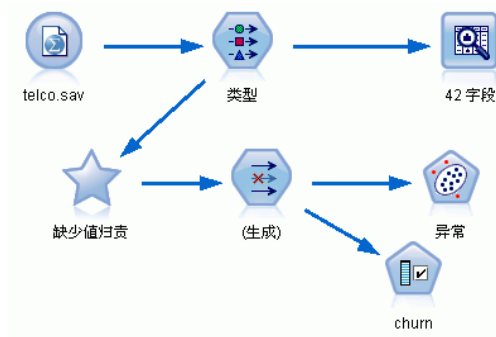 telco.sav
类型
42 字段
缺少值归责
(生成)
异常
churn